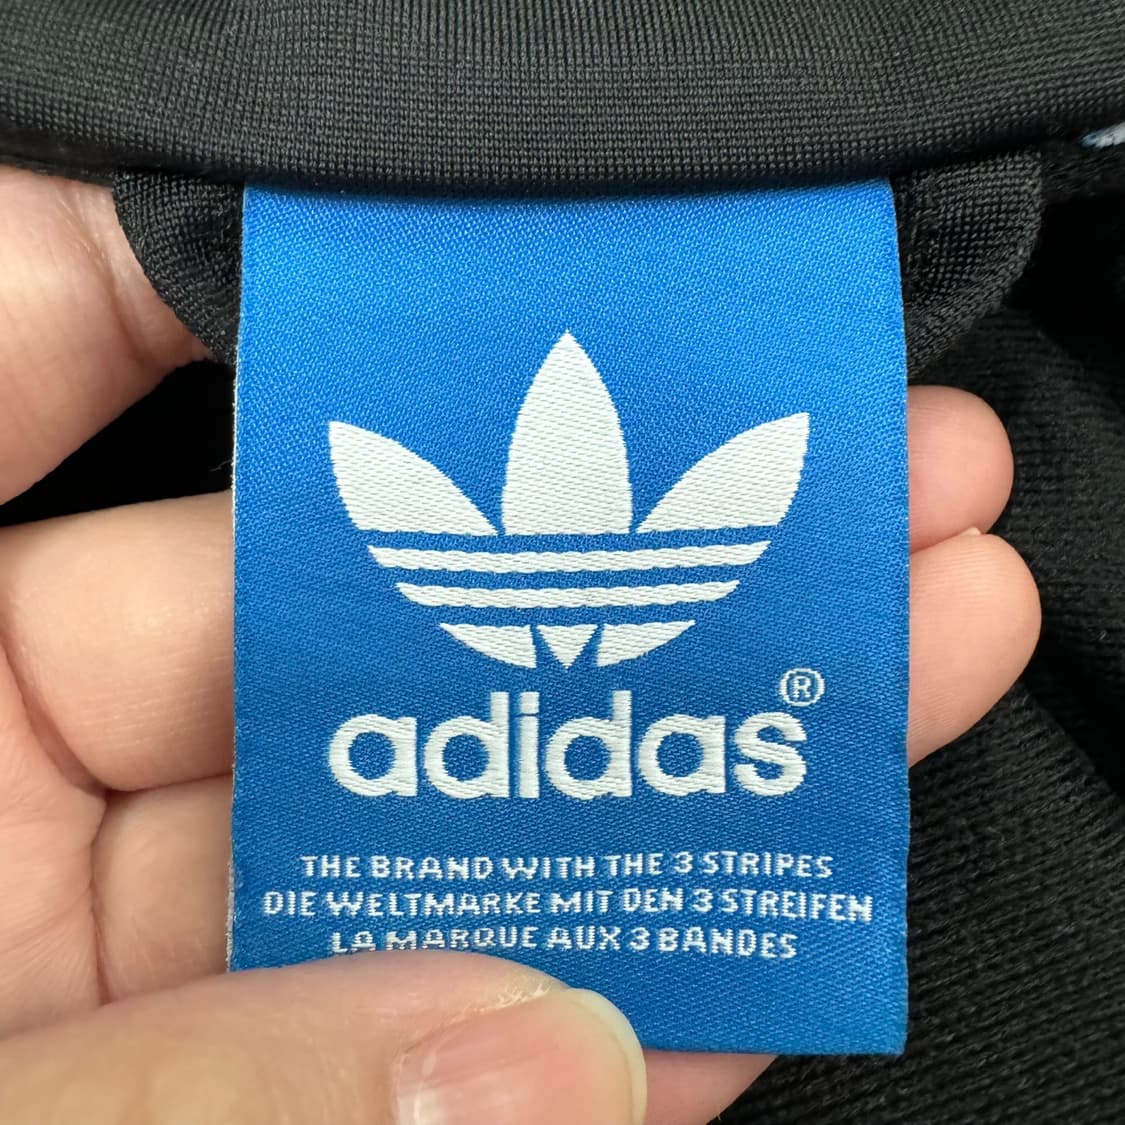 adidas®
THE BRAND WITH THE 3 STRIPES
DIE WELTMARKE MIT DEN 3 STREIFEN
LA MARQUE AUX 3 BANDES